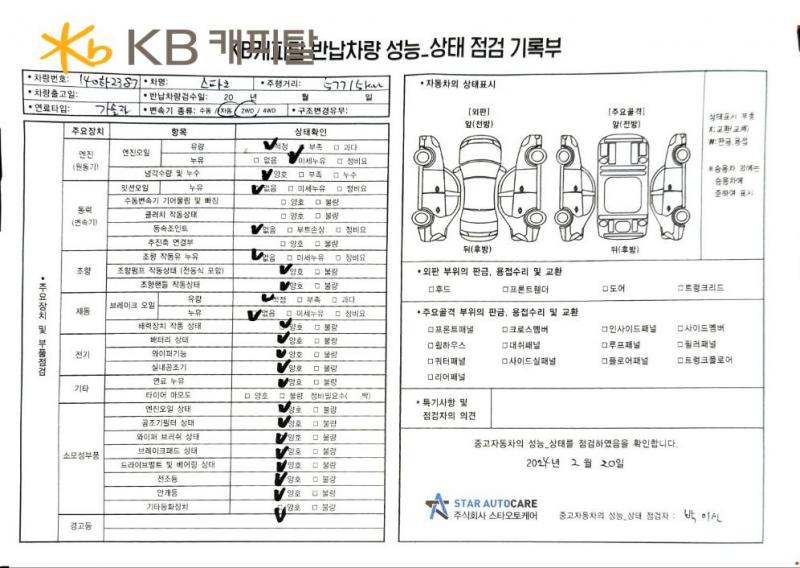 KB 캐피탈
KB캐피탈 반납차량 성능_상태 점검 기록부
• 차량번호: 140하2387 • 차명: 스타리 • 주행거리: 57715km
• 차량출고일: • 반납차량검수일: 20 년 월 일
• 연료타입: 가솔린 • 변속기 종류: 수동 / 자동 / 2WD / 4WD • 구조변경유무:
• 주요장치 및 부품점검
주요장치 항목 상태확인
엔진 (원동기) 엔진오일 유량 ✔적정 □ 부족 □ 과다
누유 □ 없음 ✔미세누유 □ 정비요
냉각수량 및 누수 ✔양호 □ 부족 □ 누수
동력 (변속기) 밋션오일 누유 ✔없음 □ 미세누유 □ 정비요
수동변속기 기어물림 및 빠짐 □ 양호 □ 불량
클러치 작동상태 □ 양호 □ 불량
등속조인트 ✔없음 □ 부트손상 □ 정비요
추진축 연결부 □ 양호 □ 불량
조향 조향 작동유 누유 ✔없음 □ 미세누유 □ 정비요
조향펌프 작동상태 (전동식 포함) ✔양호 □ 불량
조향핸들 작동상태 ✔양호 □ 불량
제동 브레이크 오일 유량 ✔적정 □ 부족 □ 과다
누유 ✔없음 □ 미세누유 □ 정비요
배력장치 작동 상태 ✔양호 □ 불량
전기 배터리 상태 ✔양호 □ 불량
와이퍼기능 ✔양호 □ 불량
실내공조기 ✔양호 □ 불량
기타 연료 누유 ✔양호 □ 불량
타이어 마모도 □ 양호 □ 불량 정비필요수( 짝)
소모성부품 엔진오일 상태 ✔양호 □ 불량
공조기필터 상태 ✔양호 □ 불량
와이퍼 브러쉬 상태 ✔양호 □ 불량
브레이크패드 상태 ✔양호 □ 불량
드라이브벨트 및 베어링 상태 ✔양호 □ 불량
전조등 ✔양호 □ 불량
안개등 ✔양호 □ 불량
기타등화장치 ✔양호 □ 불량
경고등 ✔
• 자동차의 상태표시
[외판] [주요골격]
앞(전방) 앞(전방)
뒤(후방) 뒤(후방)
상태표시 부호
X:교환(교체)
W:판금,용접
*승용차 외에는
승용차에
준하여 표시
• 외판 부위의 판금, 용접수리 및 교환
□후드 □프론트휀더 □도어 □트렁크리드
• 주요골격 부위의 판금, 용접수리 및 교환
□프론트패널 □크로스멤버 □인사이드패널 □사이드멤버
□휠하우스 □대쉬패널 □루프패널 □필러패널
□쿼터패널 □사이드실패널 □플로어패널 □트렁크플로어
□리어패널
• 특기사항 및
점검자의 의견
중고자동차의 성능_상태를 점검하였음을 확인합니다.
2024년 2월 20일
STAR AUTOCARE
주식회사 스타오토케어
중고자동차의 성능_상태 점검자 : 박